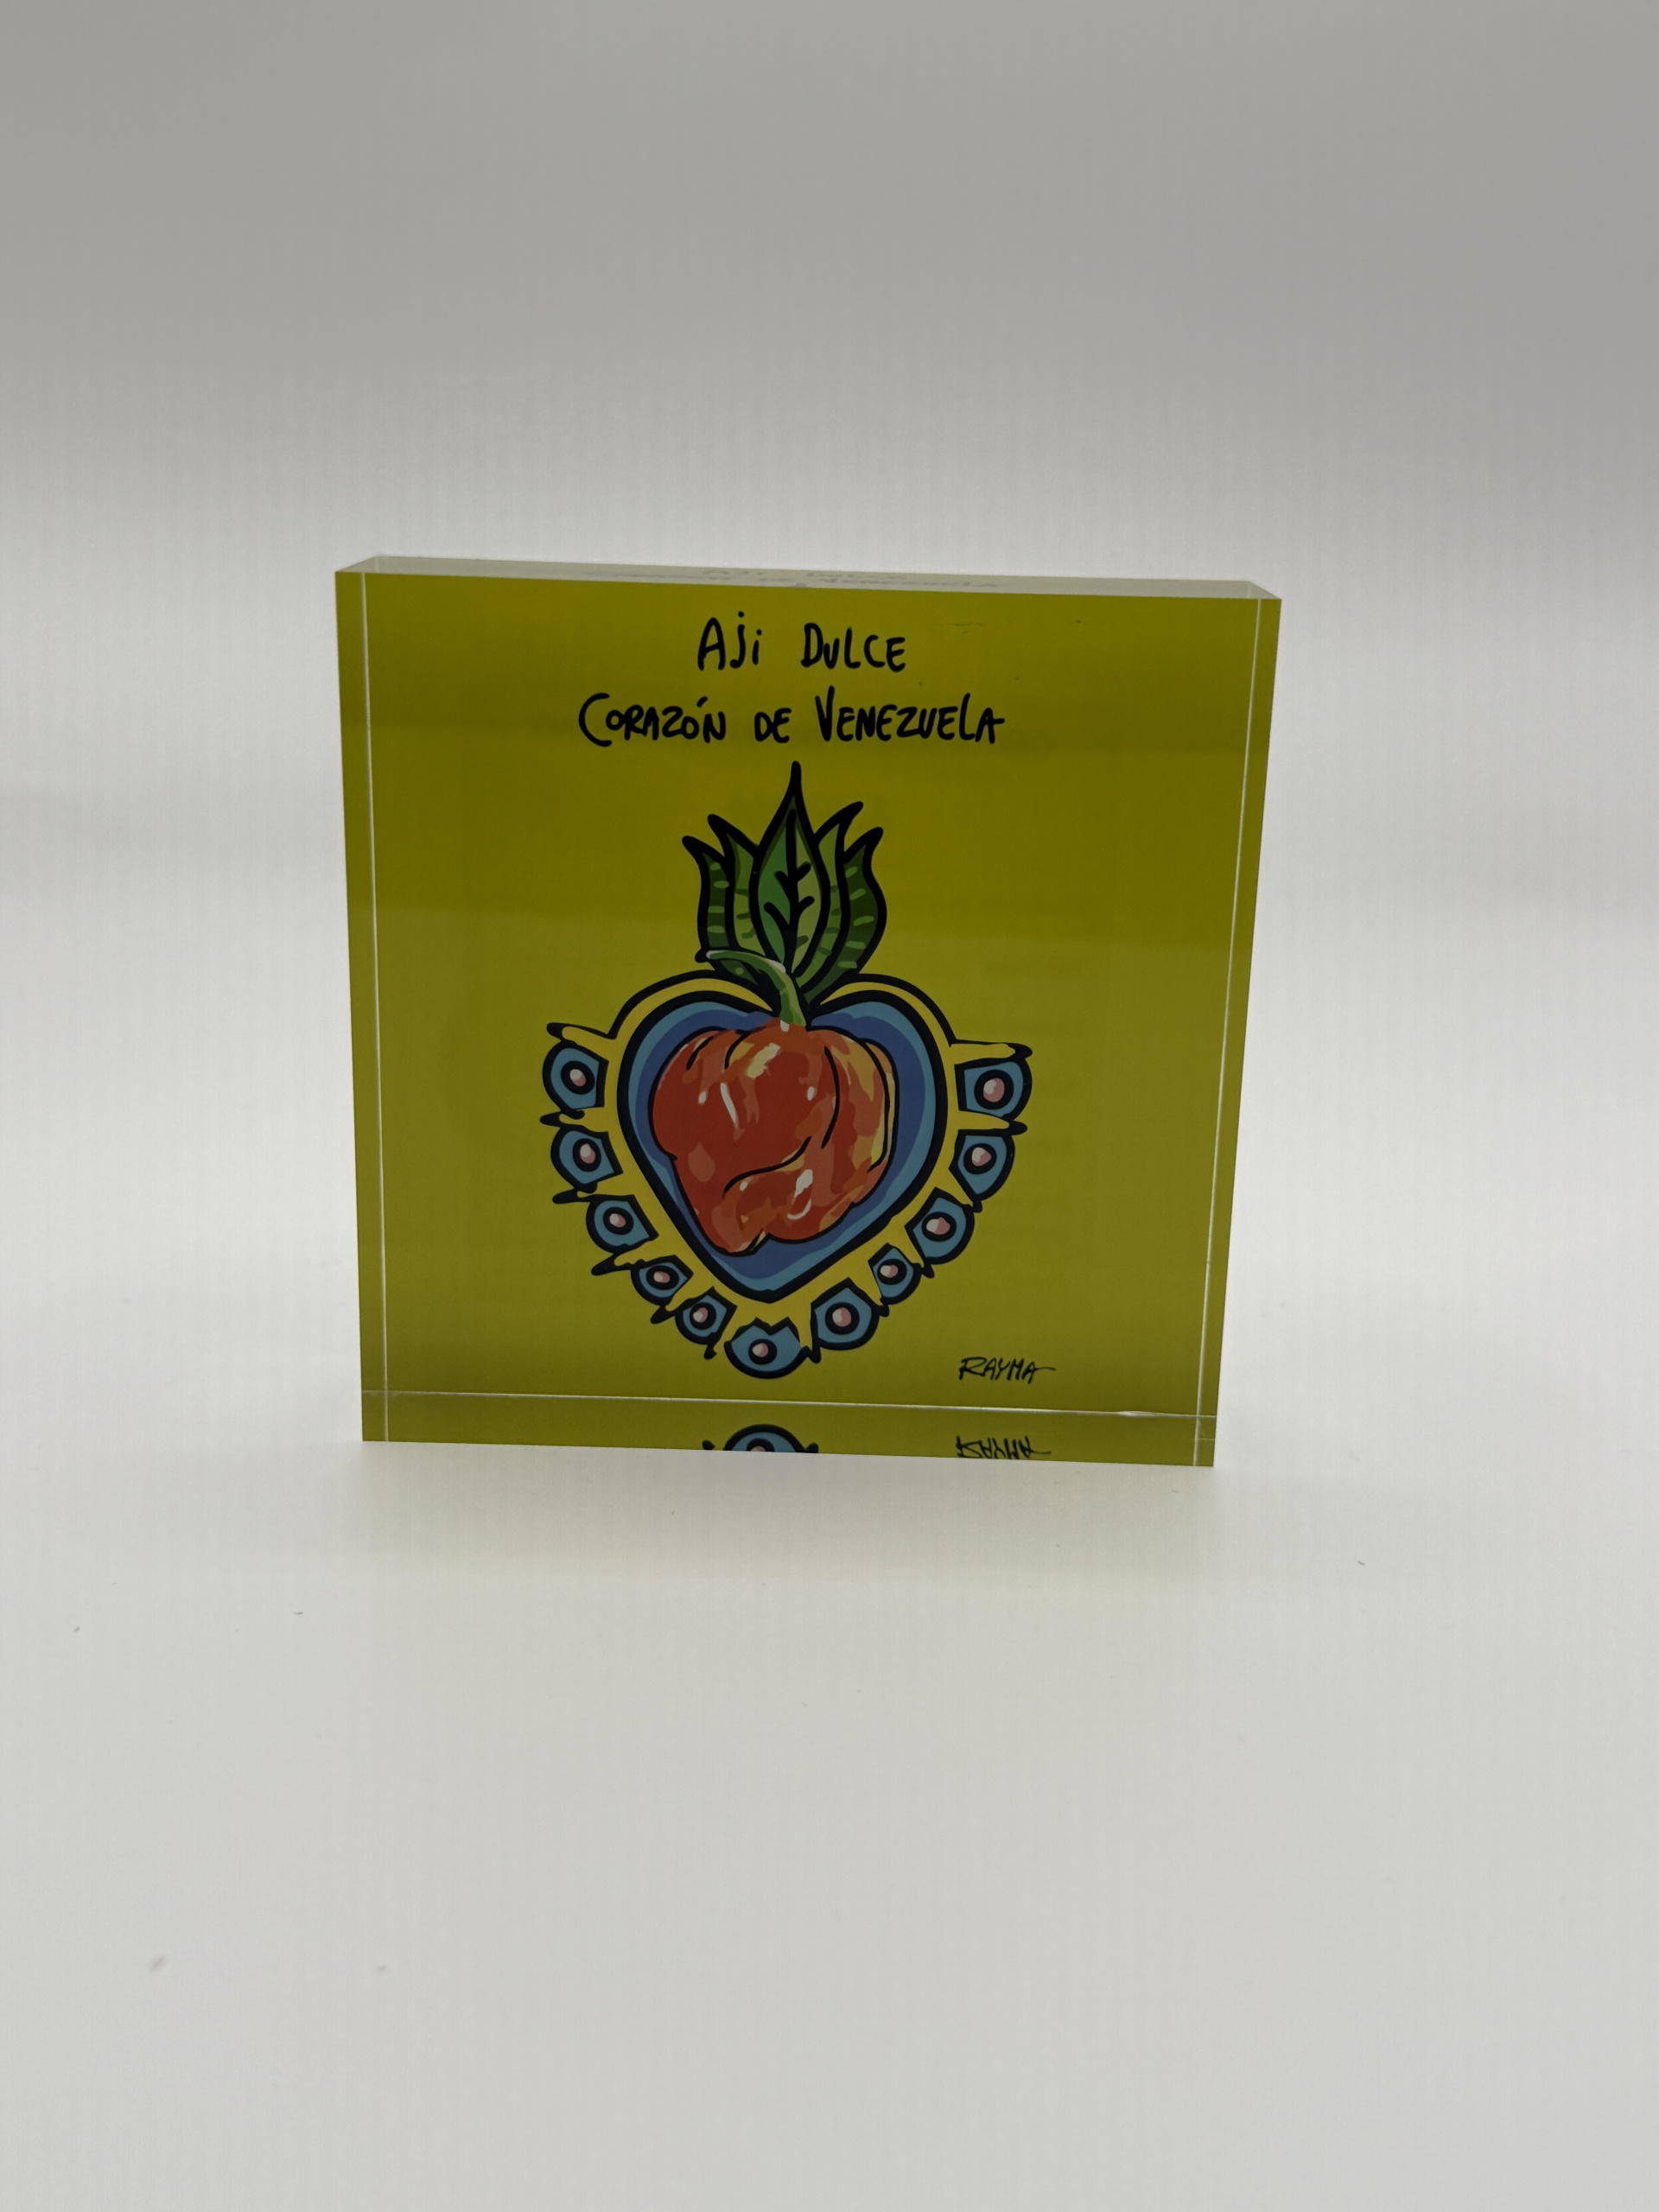 Aji Dulce
Corazón de Venezuela
RAYMA